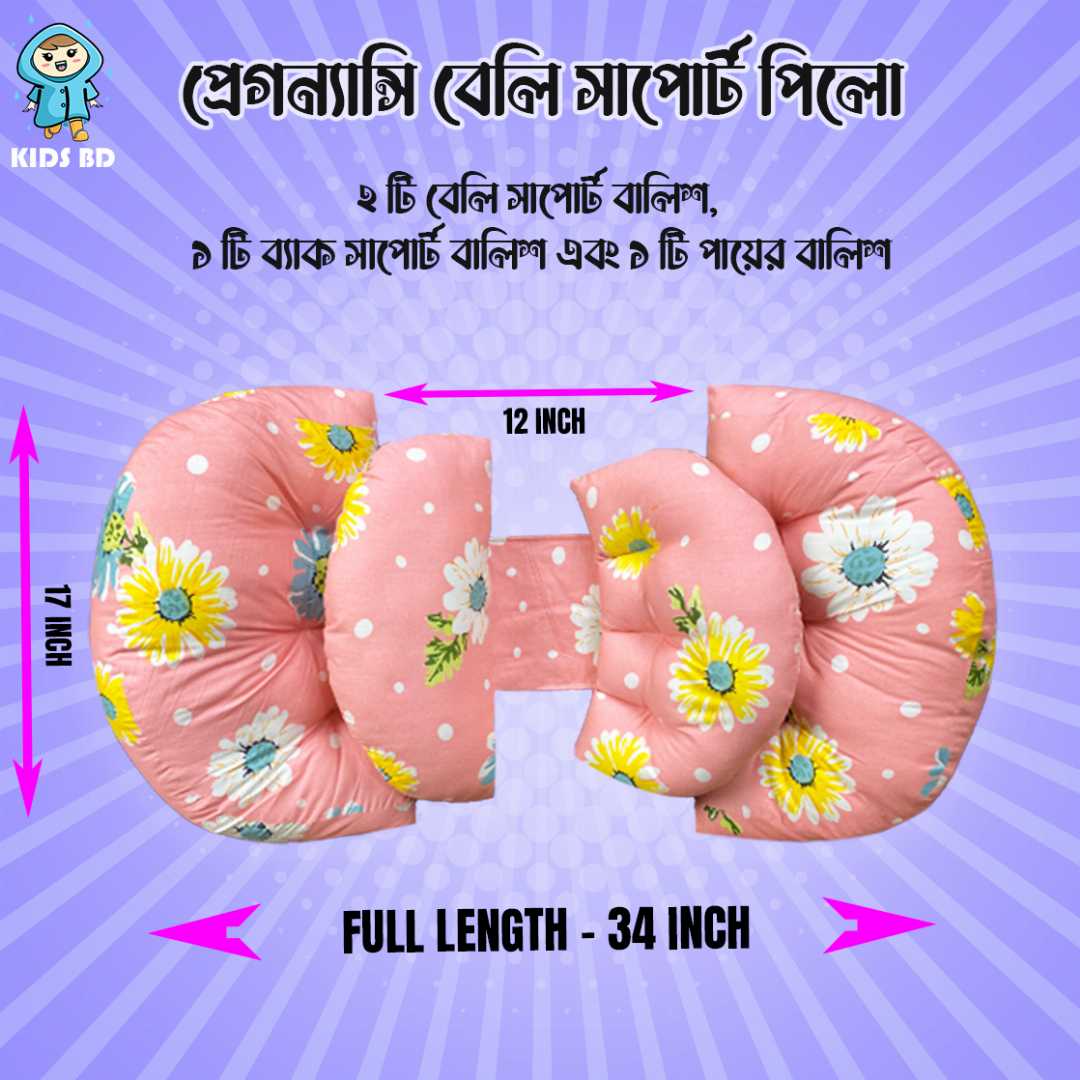 KIDS BD
প্রেগন্যান্সি বেলি সাপোর্ট পিলো
২ টি বেলি সাপোর্ট বালিশ,
১ টি ব্যাক সাপোর্ট বালিশ এবং ১ টি পায়ের বালিশ
12 INCH
17 INCH
FULL LENGTH - 34 INCH